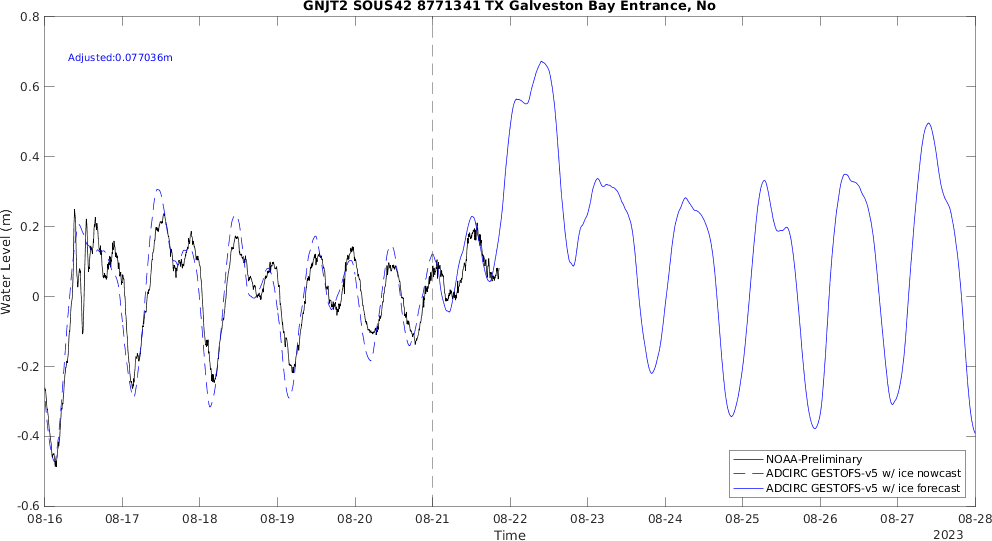 GNJT2 SOUS42 8771341 TX Galveston Bay Entrance, No
Adjusted:0.077036m
Water Level (m)
0.8
0.6
0.4
0.2
0
-0.2
-0.4
-0.6
NOAA-Preliminary
ADCIRC GESTOFS-v5 w/ ice nowcast
ADCIRC GESTOFS-v5 w/ ice forecast
08-16 08-17 08-18 08-19 08-20 08-21 08-22 08-23 08-24 08-25 08-26 08-27 08-28
Time
2023